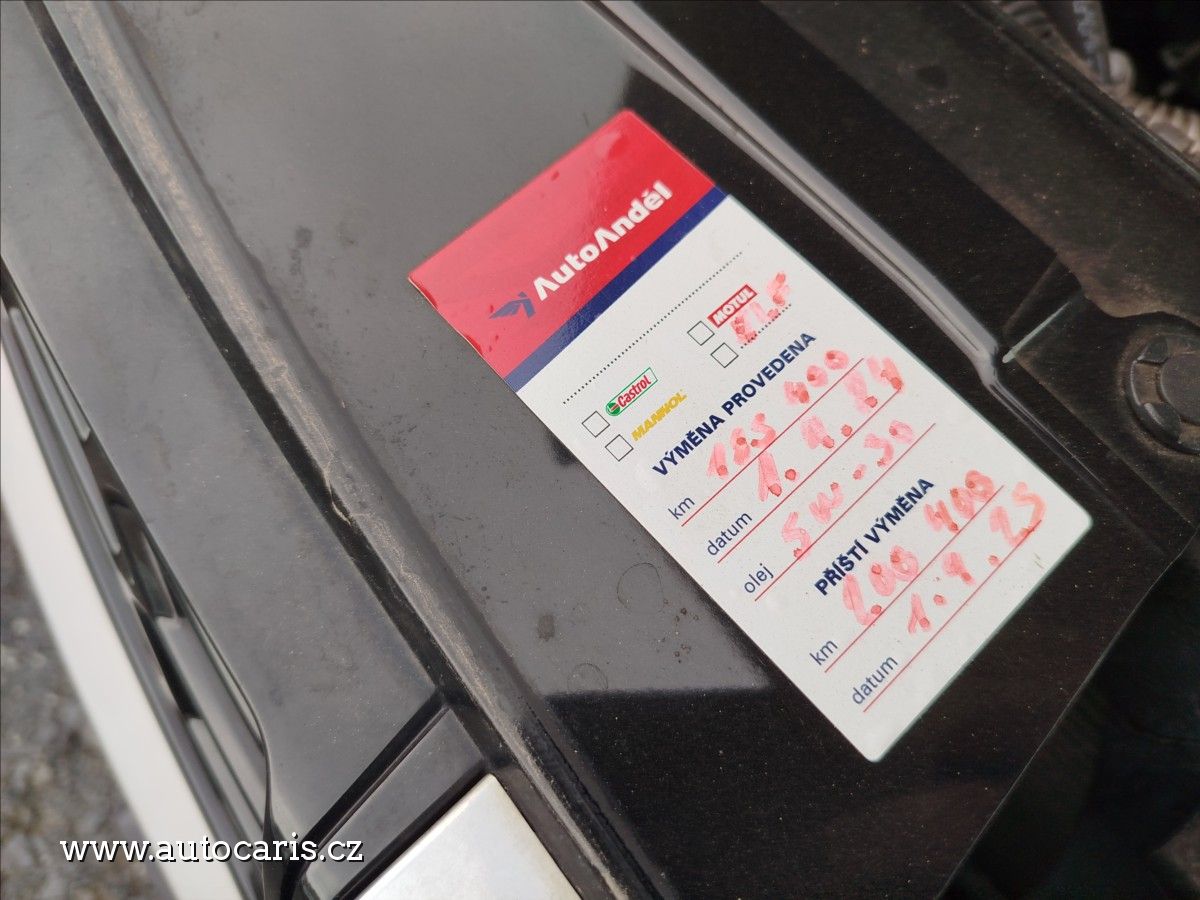 AutoAnděl
Castrol
MOTUL
MANNOL
ELF
VÝMĚNA PROVEDENA
km 185 400
datum 1. 4. 24
olej 5W-30
PŘÍŠTÍ VÝMĚNA
km 200 400
datum 1. 4. 25
www.autocaris.cz